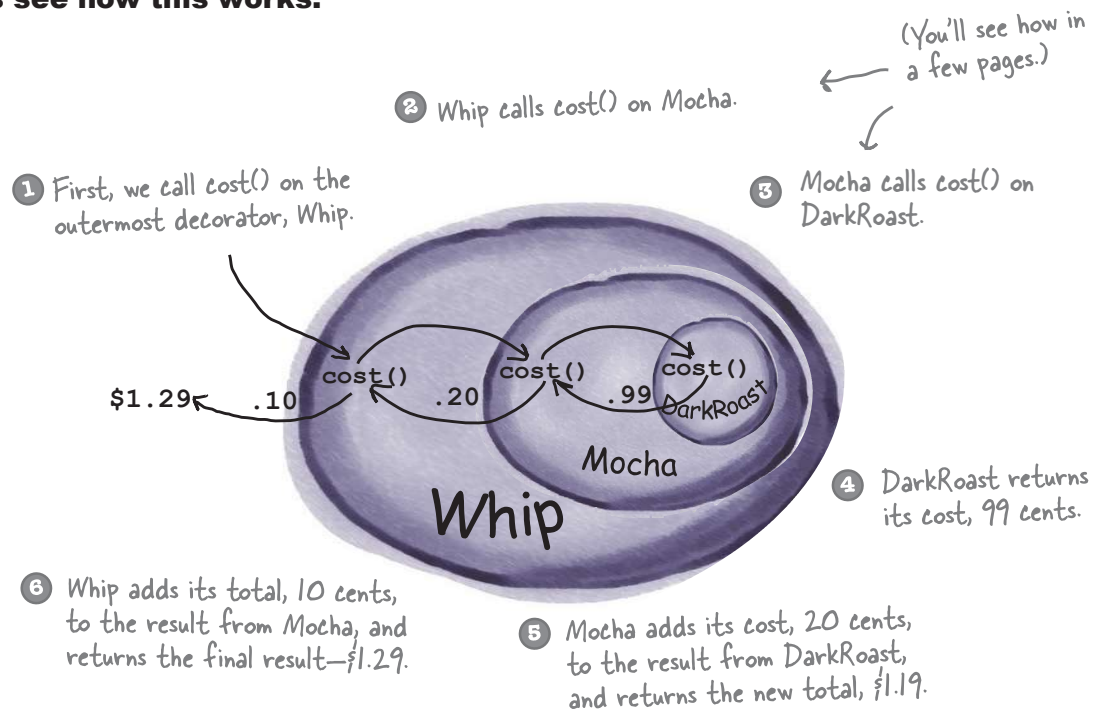 s see how this works.
(You'll see how in
a few pages.)
2 Whip calls cost() on Mocha.
1 First, we call cost() on the
outermost decorator, Whip.
3 Mocha calls cost() on
DarkRoast.
cost()
cost()
cost()
$1.29
.10
.20
.99
DarkRoast
Mocha
Whip
4 DarkRoast returns
its cost, 99 cents.
6 Whip adds its total, 10 cents,
to the result from Mocha, and
returns the final result—$1.29.
5 Mocha adds its cost, 20 cents,
to the result from DarkRoast,
and returns the new total, $1.19.